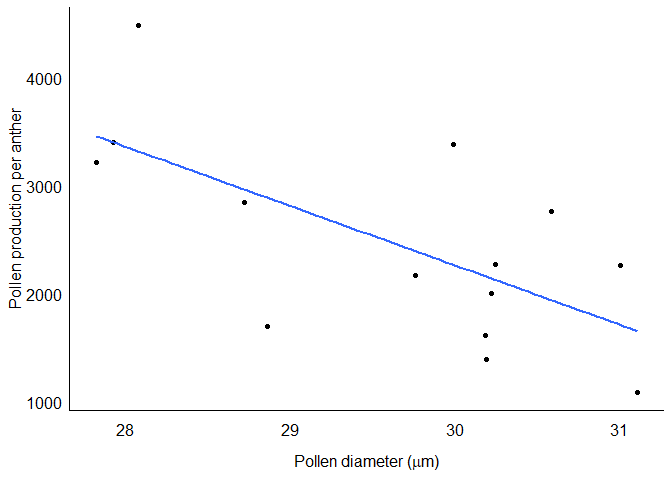 4000
3000
2000
1000
Pollen production per anther
28 29 30 31
Pollen diameter (μm)